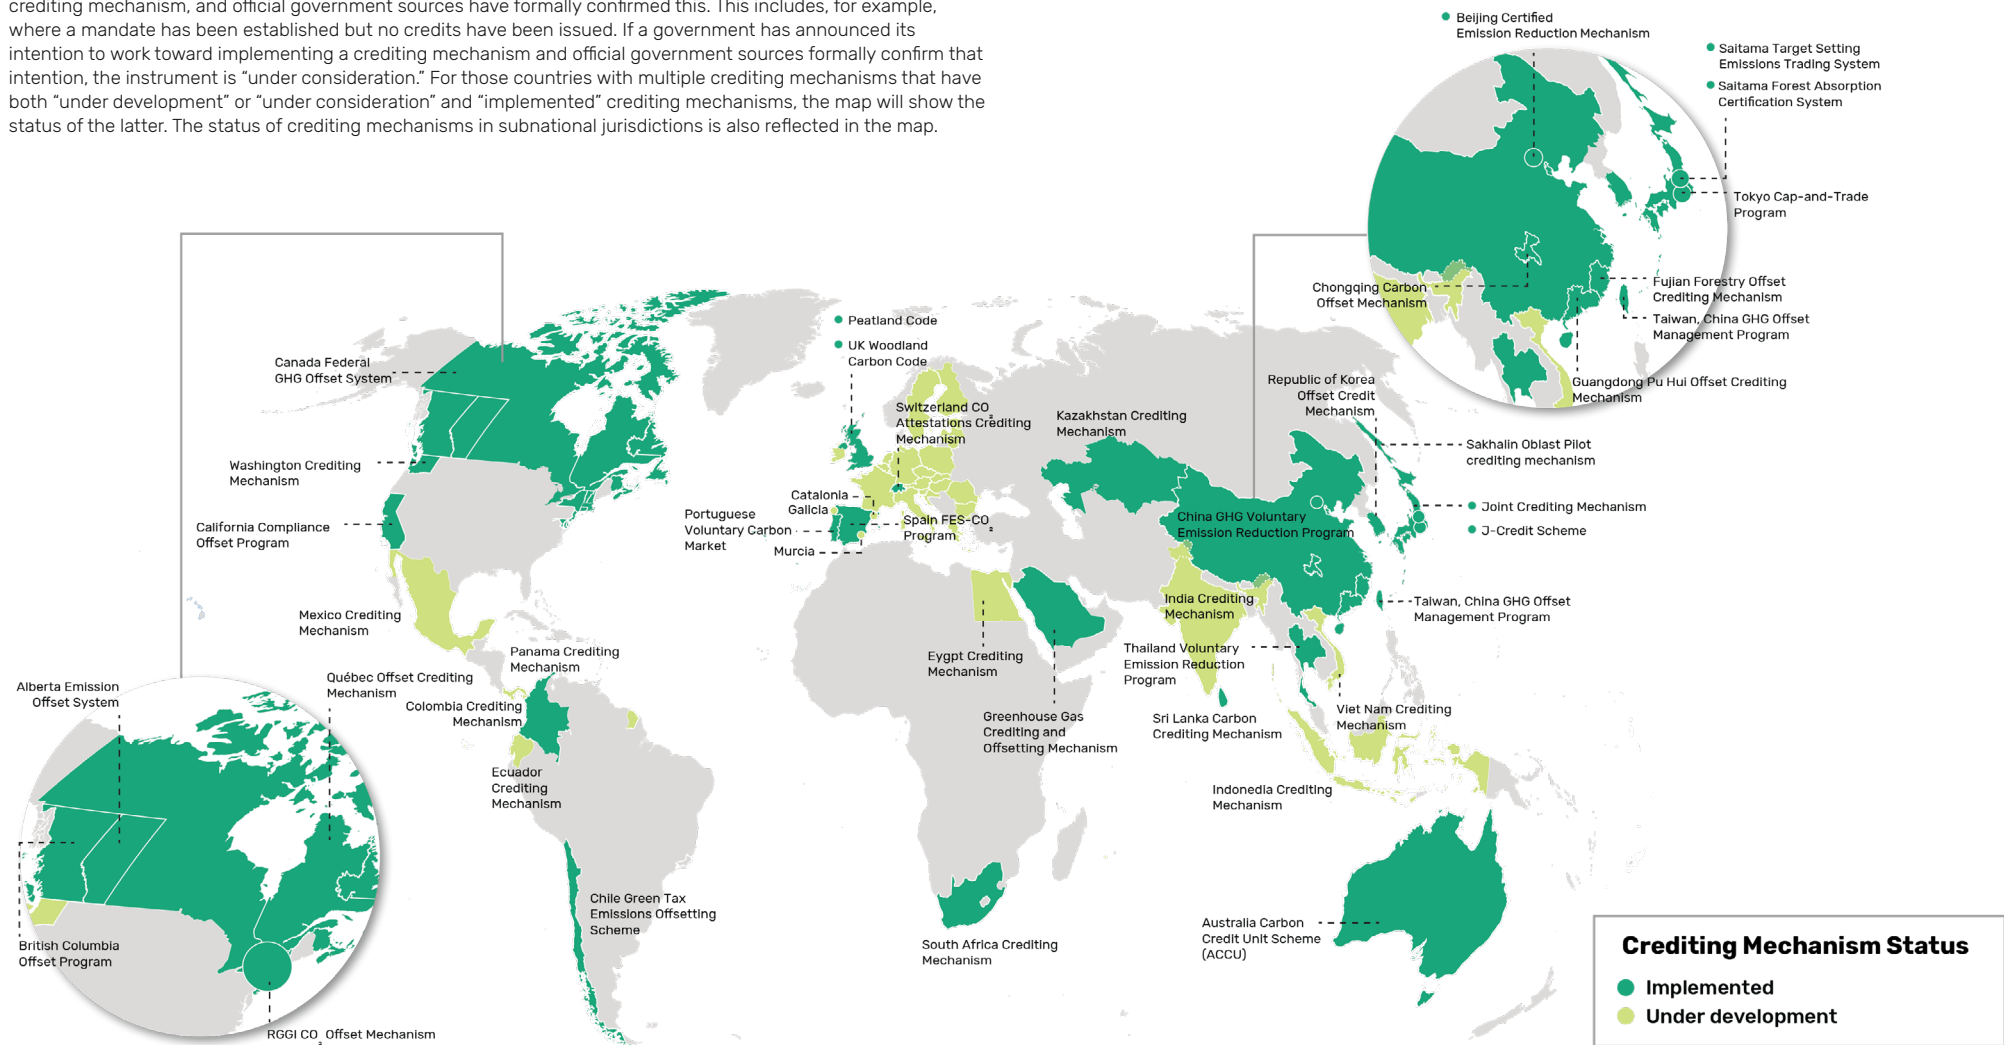 crediting mechanism, and official government sources have formally confirmed this. This includes, for example,
where a mandate has been established but no credits have been issued. If a government has announced its
intention to work toward implementing a crediting mechanism and official government sources formally confirm that
intention, the instrument is “under consideration.” For those countries with multiple crediting mechanisms that have
both “under development” or “under consideration” and “implemented” crediting mechanisms, the map will show the
status of the latter. The status of crediting mechanisms in subnational jurisdictions is also reflected in the map.
Beijing Certified
Emission Reduction Mechanism
Saitama Target Setting
Emissions Trading System
Saitama Forest Absorption
Certification System
Tokyo Cap-and-Trade
Program
Chongqing Carbon
Offset Mechanism
Fujian Forestry Offset
Crediting Mechanism
Taiwan, China GHG Offset
Management Program
Guangdong Pu Hui Offset Crediting
Mechanism
Canada Federal
GHG Offset System
Washington Crediting
Mechanism
California Compliance
Offset Program
Mexico Crediting
Mechanism
Peatland Code
UK Woodland
Carbon Code
Switzerland CO2
Attestations Crediting
Mechanism
Catalonia
Galicia
Portuguese
Voluntary Carbon
Market
Murcia
Spain FES-CO2
Program
Kazakhstan Crediting
Mechanism
Republic of Korea
Offset Credit
Mechanism
Sakhalin Oblast Pilot
crediting mechanism
Joint Crediting Mechanism
J-Credit Scheme
China GHG Voluntary
Emission Reduction Program
Taiwan, China GHG Offset
Management Program
India Crediting
Mechanism
Thailand Voluntary
Emission Reduction
Program
Eygpt Crediting
Mechanism
Greenhouse Gas
Crediting and
Offsetting Mechanism
Sri Lanka Carbon
Crediting Mechanism
Viet Nam Crediting
Mechanism
Indonedia Crediting
Mechanism
Panama Crediting
Mechanism
Québec Offset Crediting
Mechanism
Colombia Crediting
Mechanism
Ecuador
Crediting
Mechanism
Alberta Emission
Offset System
British Columbia
Offset Program
RGGI CO2 Offset Mechanism
Chile Green Tax
Emissions Offsetting
Scheme
South Africa Crediting
Mechanism
Australia Carbon
Credit Unit Scheme
(ACCU)
Crediting Mechanism Status
Implemented
Under development